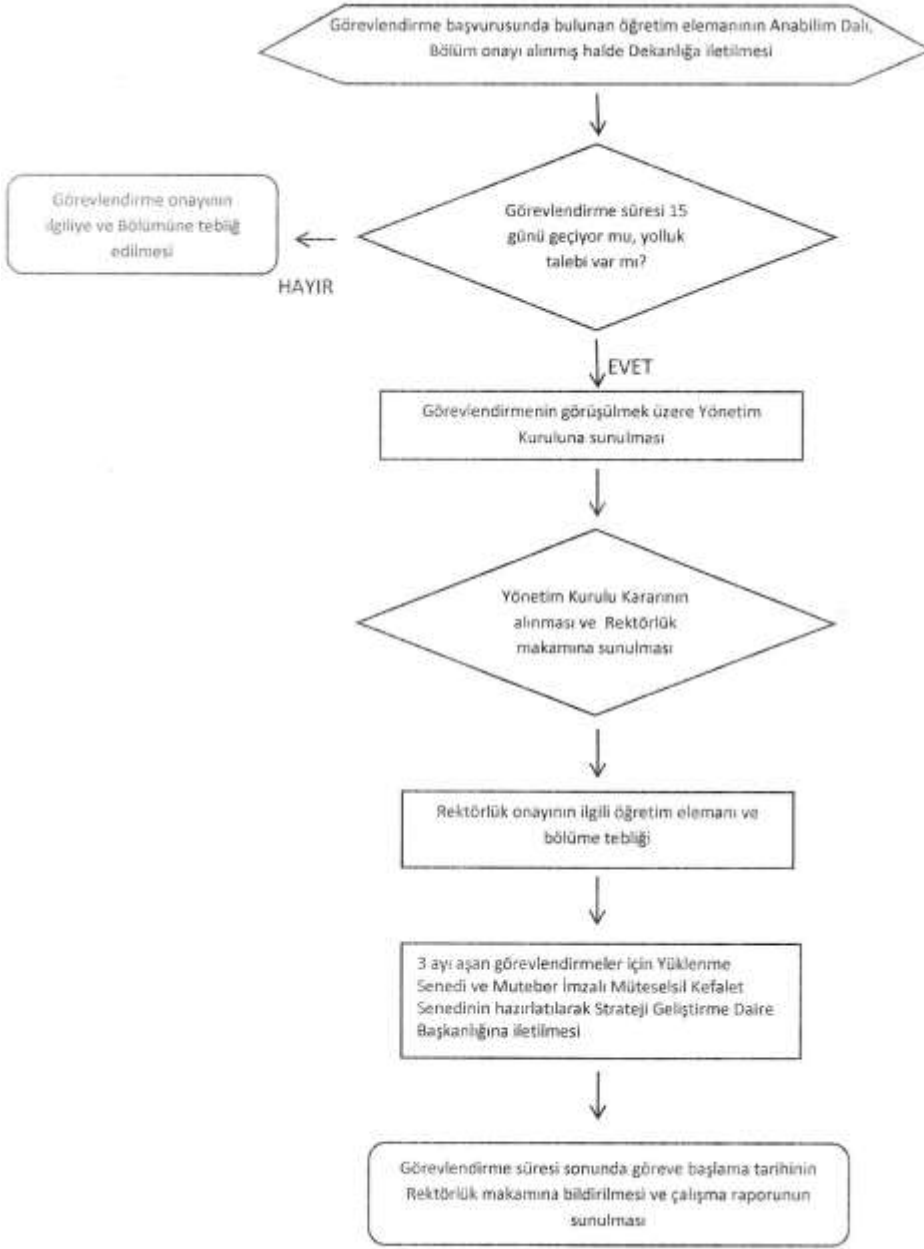 Görevlendirme başvurusunda bulunan öğretim elemanının Anabilim Dalı,
Bölüm onayı alınmış halde Dekanlığa iletilmesi
Görevlendirme süresi 15
günü geçiyor mu, yolluk
talebi var mı?
Görevlendirme onayının
ilgiliye ve Bölümüne tebliğ
edilmesi
HAYIR
EVET
Görevlendirmenin görüşülmek üzere Yönetim
Kuruluna sunulması
Yönetim Kurulu Kararının
alınması ve Rektörlük
makamına sunulması
Rektörlük onayının ilgili öğretim elemanı ve
bölüme tebliği
3 ayı aşan görevlendirmeler için Yüklenme
Senedi ve Muteber İmzalı Müteselsil Kefalet
Senedinin hazırlatılarak Strateji Geliştirme Daire
Başkanlığına iletilmesi
Görevlendirme süresi sonunda göreve başlama tarihinin
Rektörlük makamına bildirilmesi ve çalışma raporunun
sunulması